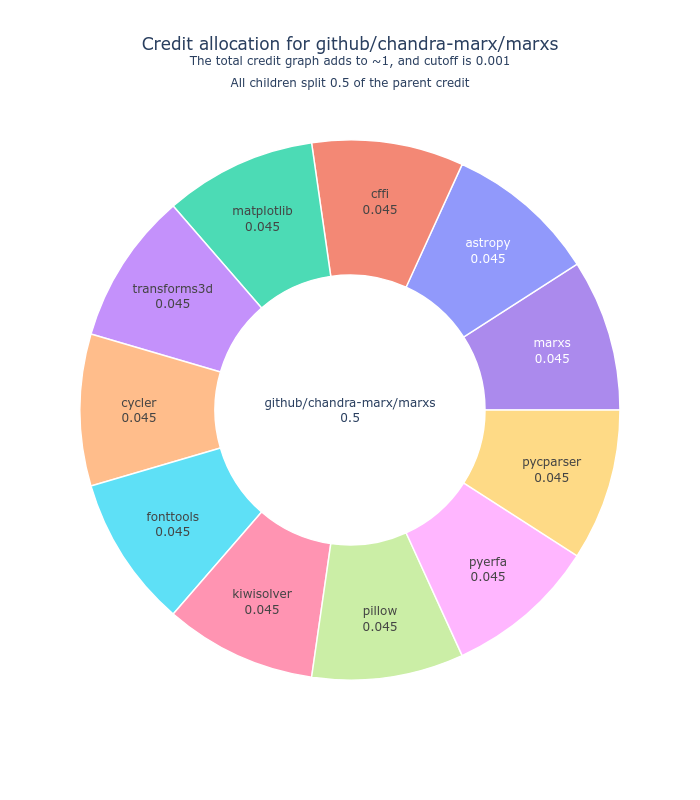 Credit allocation for github/chandra-marx/marxs
The total credit graph adds to ~1, and cutoff is 0.001
All children split 0.5 of the parent credit
cffi
0.045
matplotlib
0.045
astropy
0.045
transforms3d
0.045
marxs
0.045
cycler
0.045
github/chandra-marx/marxs
0.5
pycparser
0.045
fonttools
0.045
pyerfa
0.045
kiwisolver
0.045
pillow
0.045